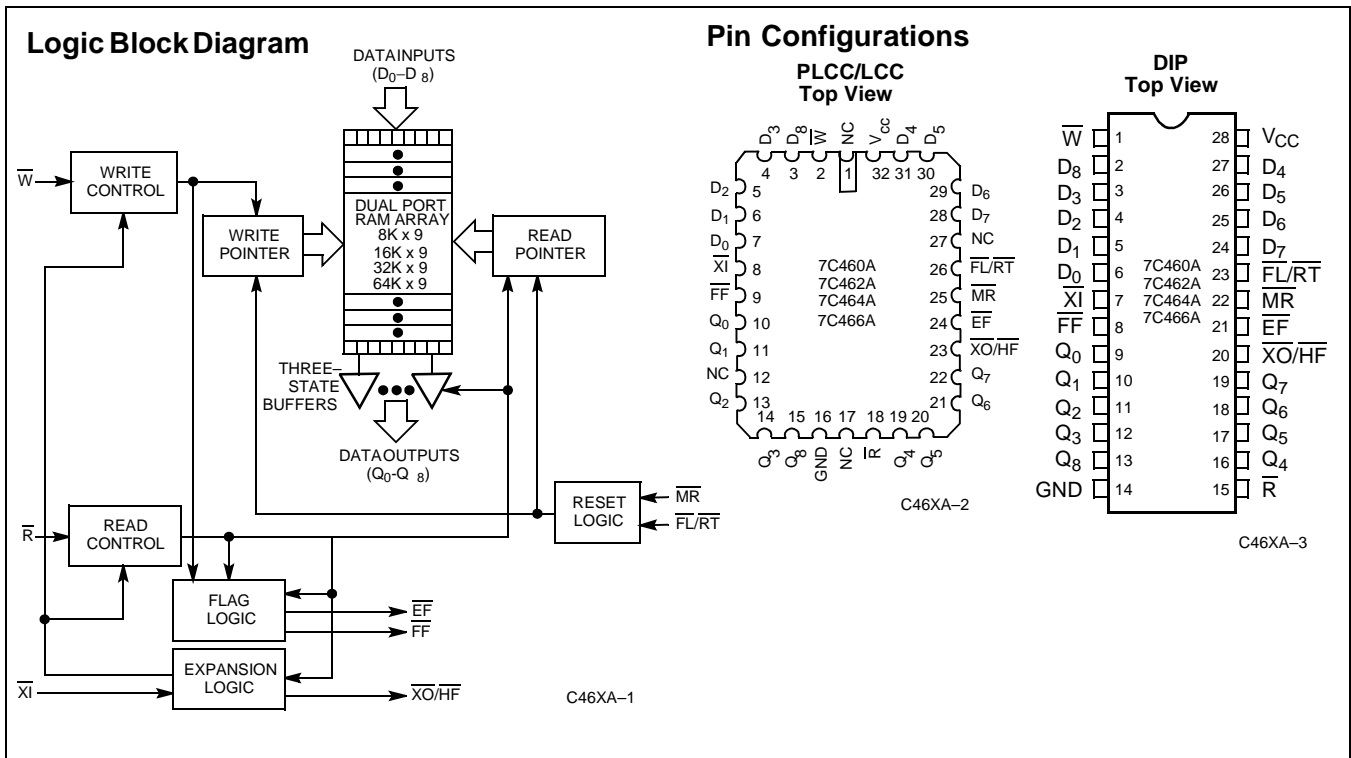 Logic Block Diagram
DATAINPUTS
(D0–D 8)
W
WRITE
CONTROL
WRITE
POINTER
DUAL PORT
RAM ARRAY
8K x 9
16K x 9
32K x 9
64K x 9
READ
POINTER
THREE–
STATE
BUFFERS
DATAOUTPUTS
(Q0-Q 8)
RESET
LOGIC
MR
FL/RT
R
READ
CONTROL
FLAG
LOGIC
EF
FF
EXPANSION
LOGIC
XI
XO/HF
C46XA–1
Pin Configurations
PLCC/LCC
Top View
D3 D8 W NC VCC D4 D5
4 3 2 1 32 31 30
D2 5
D1 6
D0 7
XI 8
FF 9
Q0 10
Q1 11
NC 12
Q2 13
7C460A
7C462A
7C464A
7C466A
29 D6
28 D7
27 NC
26 FL/RT
25 MR
24 EF
23 XO/HF
22 Q7
21 Q6
14 15 16 17 18 19 20
Q3 Q8 GND NC R Q4 Q5
C46XA–2
DIP
Top View
W 1
D8 2
D3 3
D2 4
D1 5
D0 6
XI 7
FF 8
Q0 9
Q1 10
Q2 11
Q3 12
Q8 13
GND 14
7C460A
7C462A
7C464A
7C466A
28 VCC
27 D4
26 D5
25 D6
24 D7
23 FL/RT
22 MR
21 EF
20 XO/HF
19 Q7
18 Q6
17 Q5
16 Q4
15 R
C46XA–3